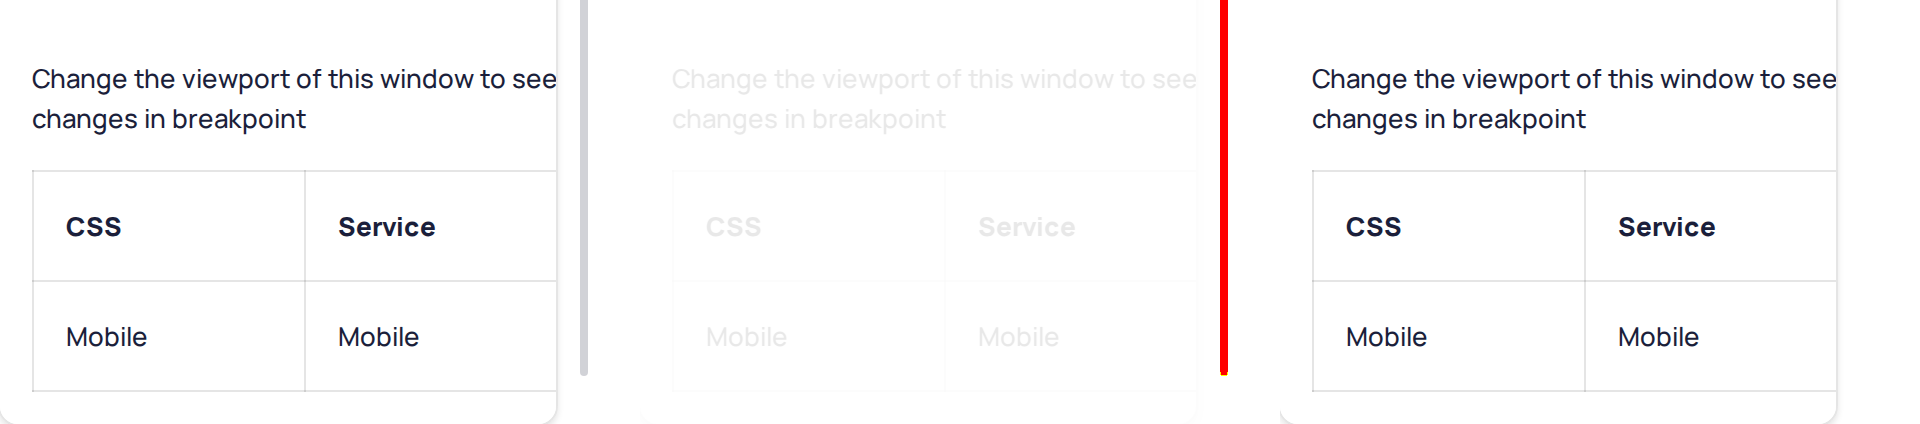 Change the viewport of this window to see
changes in breakpoint
CSS Service
Mobile Mobile
Change the viewport of this window to see
changes in breakpoint
CSS Service
Mobile Mobile
Change the viewport of this window to see
changes in breakpoint
CSS Service
Mobile Mobile